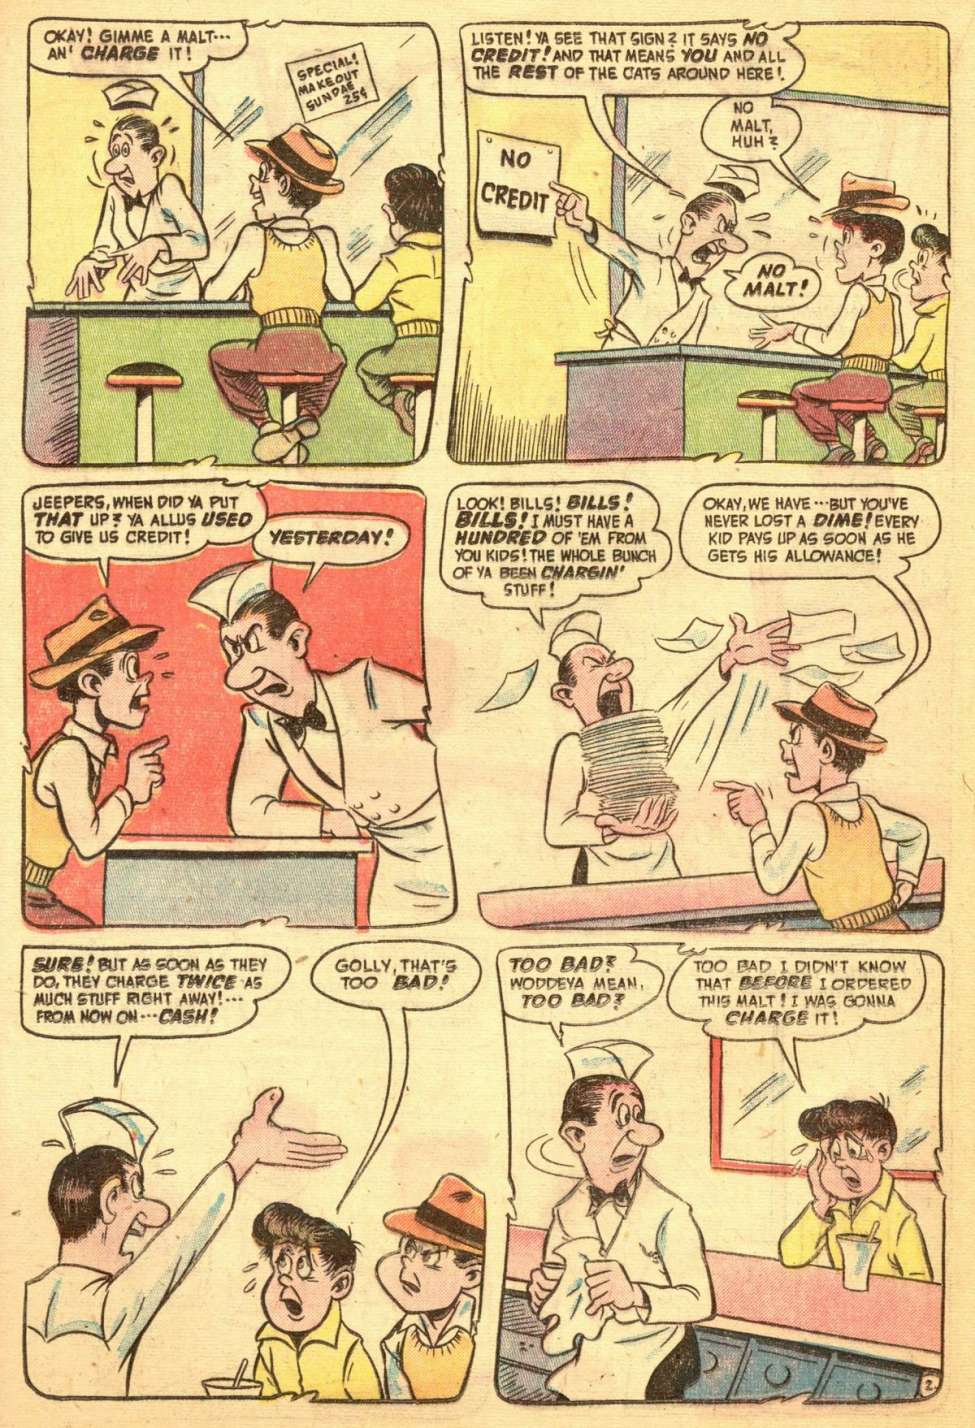 OKAY! GIMME A MALT---
AN' CHARGE IT!
SPECIAL!
MAKEOUT
SUNDAE
25¢
LISTEN! YA SEE THAT SIGN? IT SAYS NO
CREDIT! AND THAT MEANS YOU AND ALL
THE REST OF THE CATS AROUND HERE!
NO
MALT,
HUH?
NO
CREDIT
NO
MALT!
JEEPERS, WHEN DID YA PUT
THAT UP? YA ALLUS USED
TO GIVE US CREDIT!
YESTERDAY!
LOOK! BILLS! BILLS!
BILLS! I MUST HAVE A
HUNDRED OF 'EM FROM
YOU KIDS! THE WHOLE BUNCH
OF YA BEEN CHARGIN'
STUFF!
OKAY, WE HAVE---BUT YOU'VE
NEVER LOST A DIME! EVERY
KID PAYS UP AS SOON AS HE
GETS HIS ALLOWANCE!
SURE! BUT AS SOON AS THEY
DO, THEY CHARGE TWICE AS
MUCH STUFF RIGHT AWAY!---
FROM NOW ON---CASH!
GOLLY, THAT'S
TOO BAD!
TOO BAD?
WODDEYA MEAN,
TOO BAD?
TOO BAD I DIDN'T KNOW
THAT BEFORE I ORDERED
THIS MALT! I WAS GONNA
CHARGE IT!
2